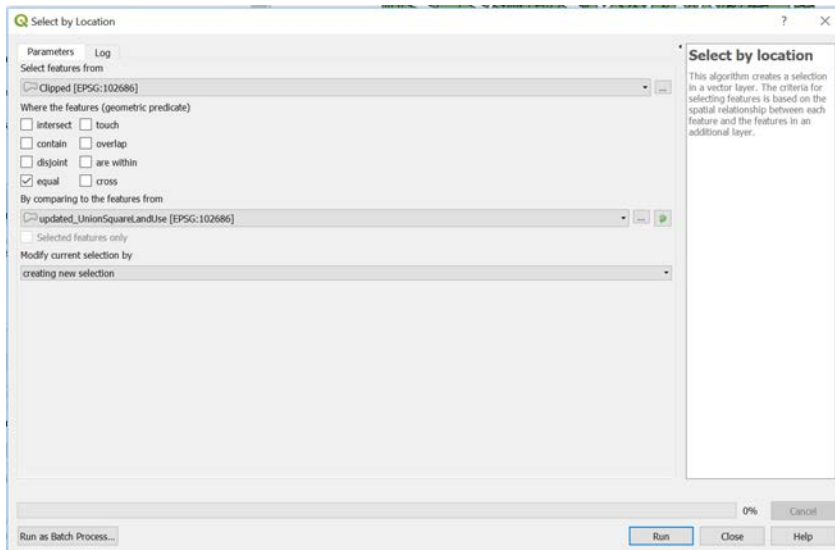 Select by Location
Parameters Log
Select features from
Clipped [EPSG:102686]
Where the features (geometric predicate)
intersect touch
contain overlap
disjoint are within
equal cross
By comparing to the features from
updated_UnionSquareLandUse [EPSG:102686]
Selected features only
Modify current selection by
creating new selection
Select by location
This algorithm creates a selection
in a vector layer. The criteria for
selecting features is based on the
spatial relationship between each
feature and the features in an
additional layer.
0% Cancel
Run as Batch Process... Run Close Help